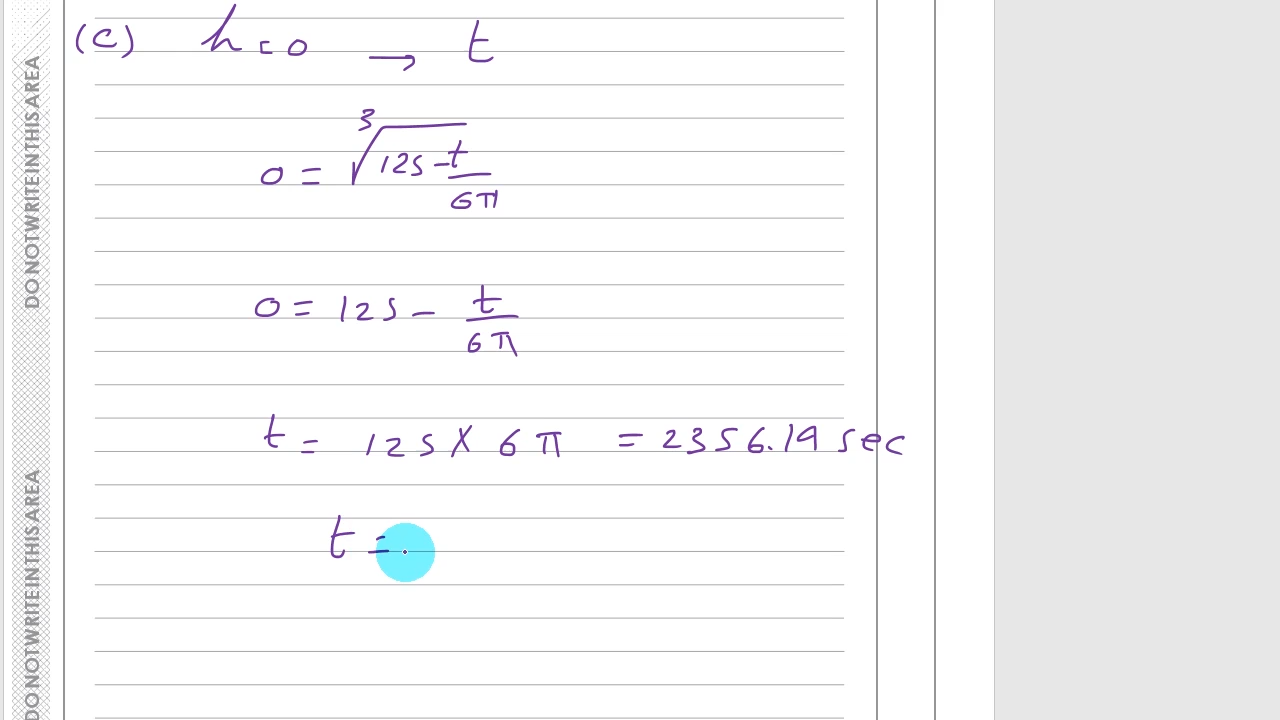 (c) h = 0 → t
0 = ∛(125 - t/6π)
0 = 125 - t/6π
t = 125 X 6 π = 2356.19 sec
t =
DO NOT WRITE IN THIS AREA
DO NOT WRITE IN THIS AREA